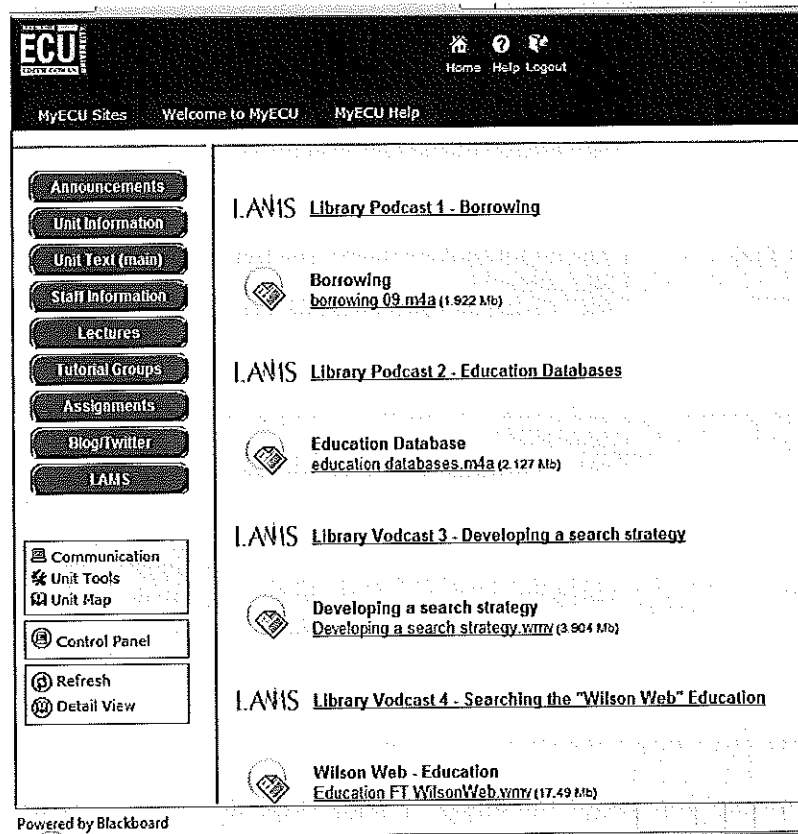 ECU
UNIVERSITY
EDITH COWAN
Home Help Logout
MyECU Sites Welcome to MyECU MyECU Help
Announcements
Unit Information
Unit Text (main)
Staff Information
Lectures
Tutorial Groups
Assignments
Blog/Twitter
LAMS
Communication
Unit Tools
Unit Map
Control Panel
Refresh
Detail View
LAMS Library Podcast 1 - Borrowing
Borrowing
borrowing 09.m4a (1.922 Mb)
LAMS Library Podcast 2 - Education Databases
Education Database
education databases.m4a (2.127 Mb)
LAMS Library Vodcast 3 - Developing a search strategy
Developing a search strategy
Developing a search strategy.wmv (3.904 Mb)
LAMS Library Vodcast 4 - Searching the "Wilson Web" Education
Wilson Web - Education
Education FT WilsonWeb.wmv (17.49 Mb)
Powered by Blackboard